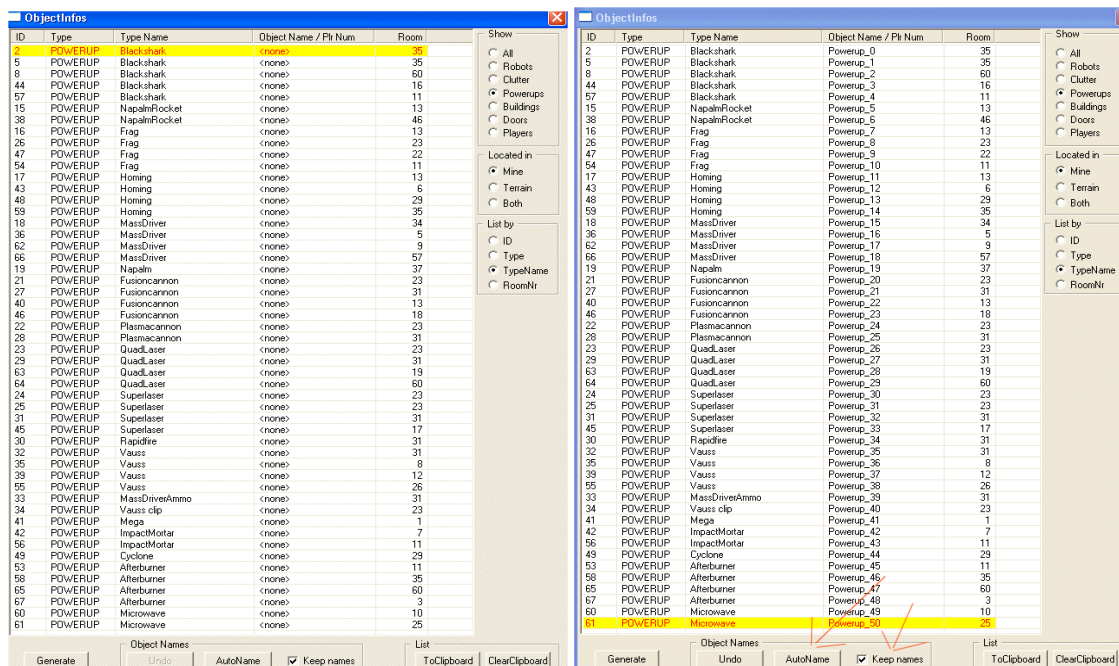 ObjectInfos
ID Type Type Name Object Name / Plr Num Room
2 POWERUP Blackshark <none> 35
5 POWERUP Blackshark <none> 35
8 POWERUP Blackshark <none> 60
44 POWERUP Blackshark <none> 16
57 POWERUP Blackshark <none> 11
15 POWERUP NapalmRocket <none> 13
38 POWERUP NapalmRocket <none> 46
16 POWERUP Frag <none> 13
26 POWERUP Frag <none> 23
47 POWERUP Frag <none> 22
54 POWERUP Frag <none> 11
17 POWERUP Homing <none> 13
43 POWERUP Homing <none> 6
48 POWERUP Homing <none> 29
59 POWERUP Homing <none> 35
18 POWERUP MassDriver <none> 34
36 POWERUP MassDriver <none> 5
62 POWERUP MassDriver <none> 9
66 POWERUP MassDriver <none> 57
19 POWERUP Napalm <none> 37
21 POWERUP Fusioncannon <none> 23
27 POWERUP Fusioncannon <none> 31
40 POWERUP Fusioncannon <none> 13
46 POWERUP Fusioncannon <none> 18
22 POWERUP Plasmacannon <none> 23
28 POWERUP Plasmacannon <none> 31
23 POWERUP QuadLaser <none> 23
29 POWERUP QuadLaser <none> 31
63 POWERUP QuadLaser <none> 19
64 POWERUP QuadLaser <none> 60
24 POWERUP Superlaser <none> 23
25 POWERUP Superlaser <none> 23
31 POWERUP Superlaser <none> 31
45 POWERUP Superlaser <none> 17
30 POWERUP Rapidfire <none> 31
32 POWERUP Vauss <none> 31
35 POWERUP Vauss <none> 8
39 POWERUP Vauss <none> 12
55 POWERUP Vauss <none> 26
33 POWERUP MassDriverAmmo <none> 31
34 POWERUP Vauss clip <none> 23
41 POWERUP Mega <none> 1
42 POWERUP ImpactMortar <none> 7
56 POWERUP ImpactMortar <none> 11
49 POWERUP Cyclone <none> 29
53 POWERUP Afterburner <none> 11
58 POWERUP Afterburner <none> 35
65 POWERUP Afterburner <none> 60
67 POWERUP Afterburner <none> 3
60 POWERUP Microwave <none> 10
61 POWERUP Microwave <none> 25
Show
All
Robots
Clutter
Powerups
Buildings
Doors
Players
Located in
Mine
Terrain
Both
List by
ID
Type
TypeName
RoomNr
Object Names
List
Generate Undo AutoName Keep names ToClipboard ClearClipboard
ObjectInfos
ID Type Type Name Object Name / Plr Num Room
2 POWERUP Blackshark Powerup_0 35
5 POWERUP Blackshark Powerup_1 35
8 POWERUP Blackshark Powerup_2 60
44 POWERUP Blackshark Powerup_3 16
57 POWERUP Blackshark Powerup_4 11
15 POWERUP NapalmRocket Powerup_5 13
38 POWERUP NapalmRocket Powerup_6 46
16 POWERUP Frag Powerup_7 13
26 POWERUP Frag Powerup_8 23
47 POWERUP Frag Powerup_9 22
54 POWERUP Frag Powerup_10 11
17 POWERUP Homing Powerup_11 13
43 POWERUP Homing Powerup_12 6
48 POWERUP Homing Powerup_13 29
59 POWERUP Homing Powerup_14 35
18 POWERUP MassDriver Powerup_15 34
36 POWERUP MassDriver Powerup_16 5
62 POWERUP MassDriver Powerup_17 9
66 POWERUP MassDriver Powerup_18 57
19 POWERUP Napalm Powerup_19 37
21 POWERUP Fusioncannon Powerup_20 23
27 POWERUP Fusioncannon Powerup_21 31
40 POWERUP Fusioncannon Powerup_22 13
46 POWERUP Fusioncannon Powerup_23 18
22 POWERUP Plasmacannon Powerup_24 23
28 POWERUP Plasmacannon Powerup_25 31
23 POWERUP QuadLaser Powerup_26 23
29 POWERUP QuadLaser Powerup_27 31
63 POWERUP QuadLaser Powerup_28 19
64 POWERUP QuadLaser Powerup_29 60
24 POWERUP Superlaser Powerup_30 23
25 POWERUP Superlaser Powerup_31 23
31 POWERUP Superlaser Powerup_32 31
45 POWERUP Superlaser Powerup_33 17
30 POWERUP Rapidfire Powerup_34 31
32 POWERUP Vauss Powerup_35 31
35 POWERUP Vauss Powerup_36 8
39 POWERUP Vauss Powerup_37 12
55 POWERUP Vauss Powerup_38 26
33 POWERUP MassDriverAmmo Powerup_39 31
34 POWERUP Vauss clip Powerup_40 23
41 POWERUP Mega Powerup_41 1
42 POWERUP ImpactMortar Powerup_42 7
56 POWERUP ImpactMortar Powerup_43 11
49 POWERUP Cyclone Powerup_44 29
53 POWERUP Afterburner Powerup_45 11
58 POWERUP Afterburner Powerup_46 35
65 POWERUP Afterburner Powerup_47 60
67 POWERUP Afterburner Powerup_48 3
60 POWERUP Microwave Powerup_49 10
61 POWERUP Microwave Powerup_50 25
Show
All
Robots
Clutter
Powerups
Buildings
Doors
Players
Located in
Mine
Terrain
Both
List by
ID
Type
TypeName
RoomNr
Object Names
List
Generate Undo AutoName Keep names ToClipboard ClearClipboard